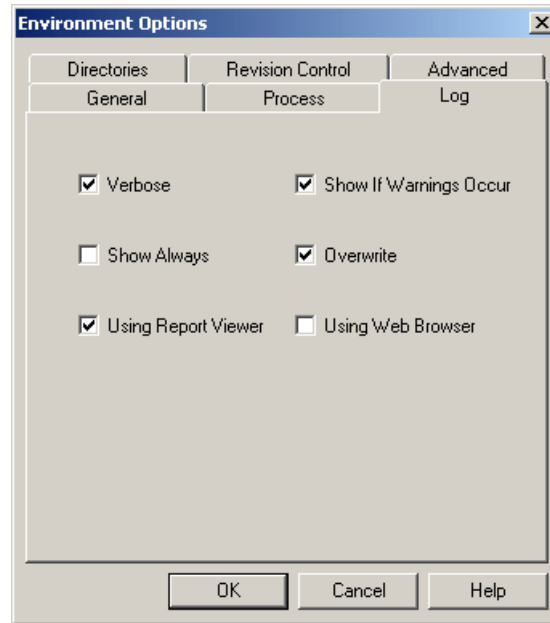 Environment Options
Directories Revision Control Advanced
General Process Log
Verbose Show If Warnings Occur
Show Always Overwrite
Using Report Viewer Using Web Browser
OK Cancel Help